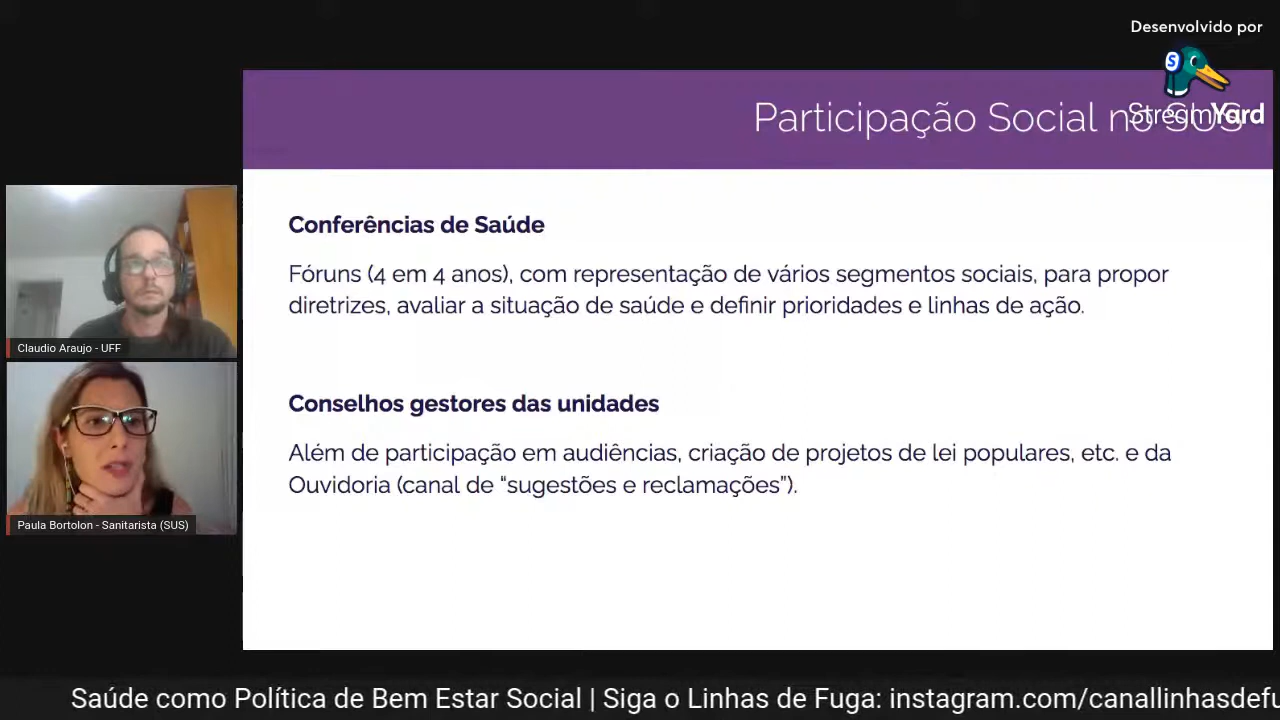 Desenvolvido por
StreamYard
Participação Social no SUS
Conferências de Saúde
Fóruns (4 em 4 anos), com representação de vários segmentos sociais, para propor
diretrizes, avaliar a situação de saúde e definir prioridades e linhas de ação.
Claudio Araujo - UFF
Conselhos gestores das unidades
Além de participação em audiências, criação de projetos de lei populares, etc. e da
Ouvidoria (canal de “sugestões e reclamações”).
Paula Bortolon - Sanitarista (SUS)
Saúde como Política de Bem Estar Social | Siga o Linhas de Fuga: instagram.com/canallinhasdefu